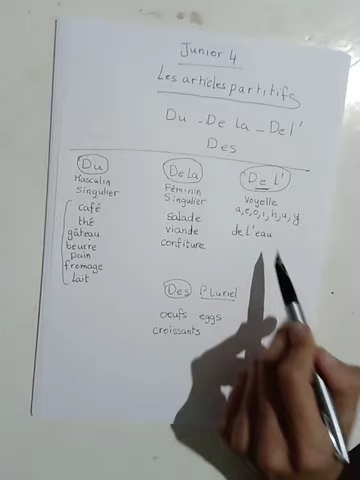 Junior 4
Les articles partitifs
Du - De La - De L'
Des
Du
Masculin
singulier
café
thé
gâteau
beurre
pain
fromage
Lait
De La
Féminin
Singulier
salade
viande
confiture
De L'
Voyelle
a, e, o, i, h, u, y
de L'eau
Des Pluriel
oeufs eggs
croissants